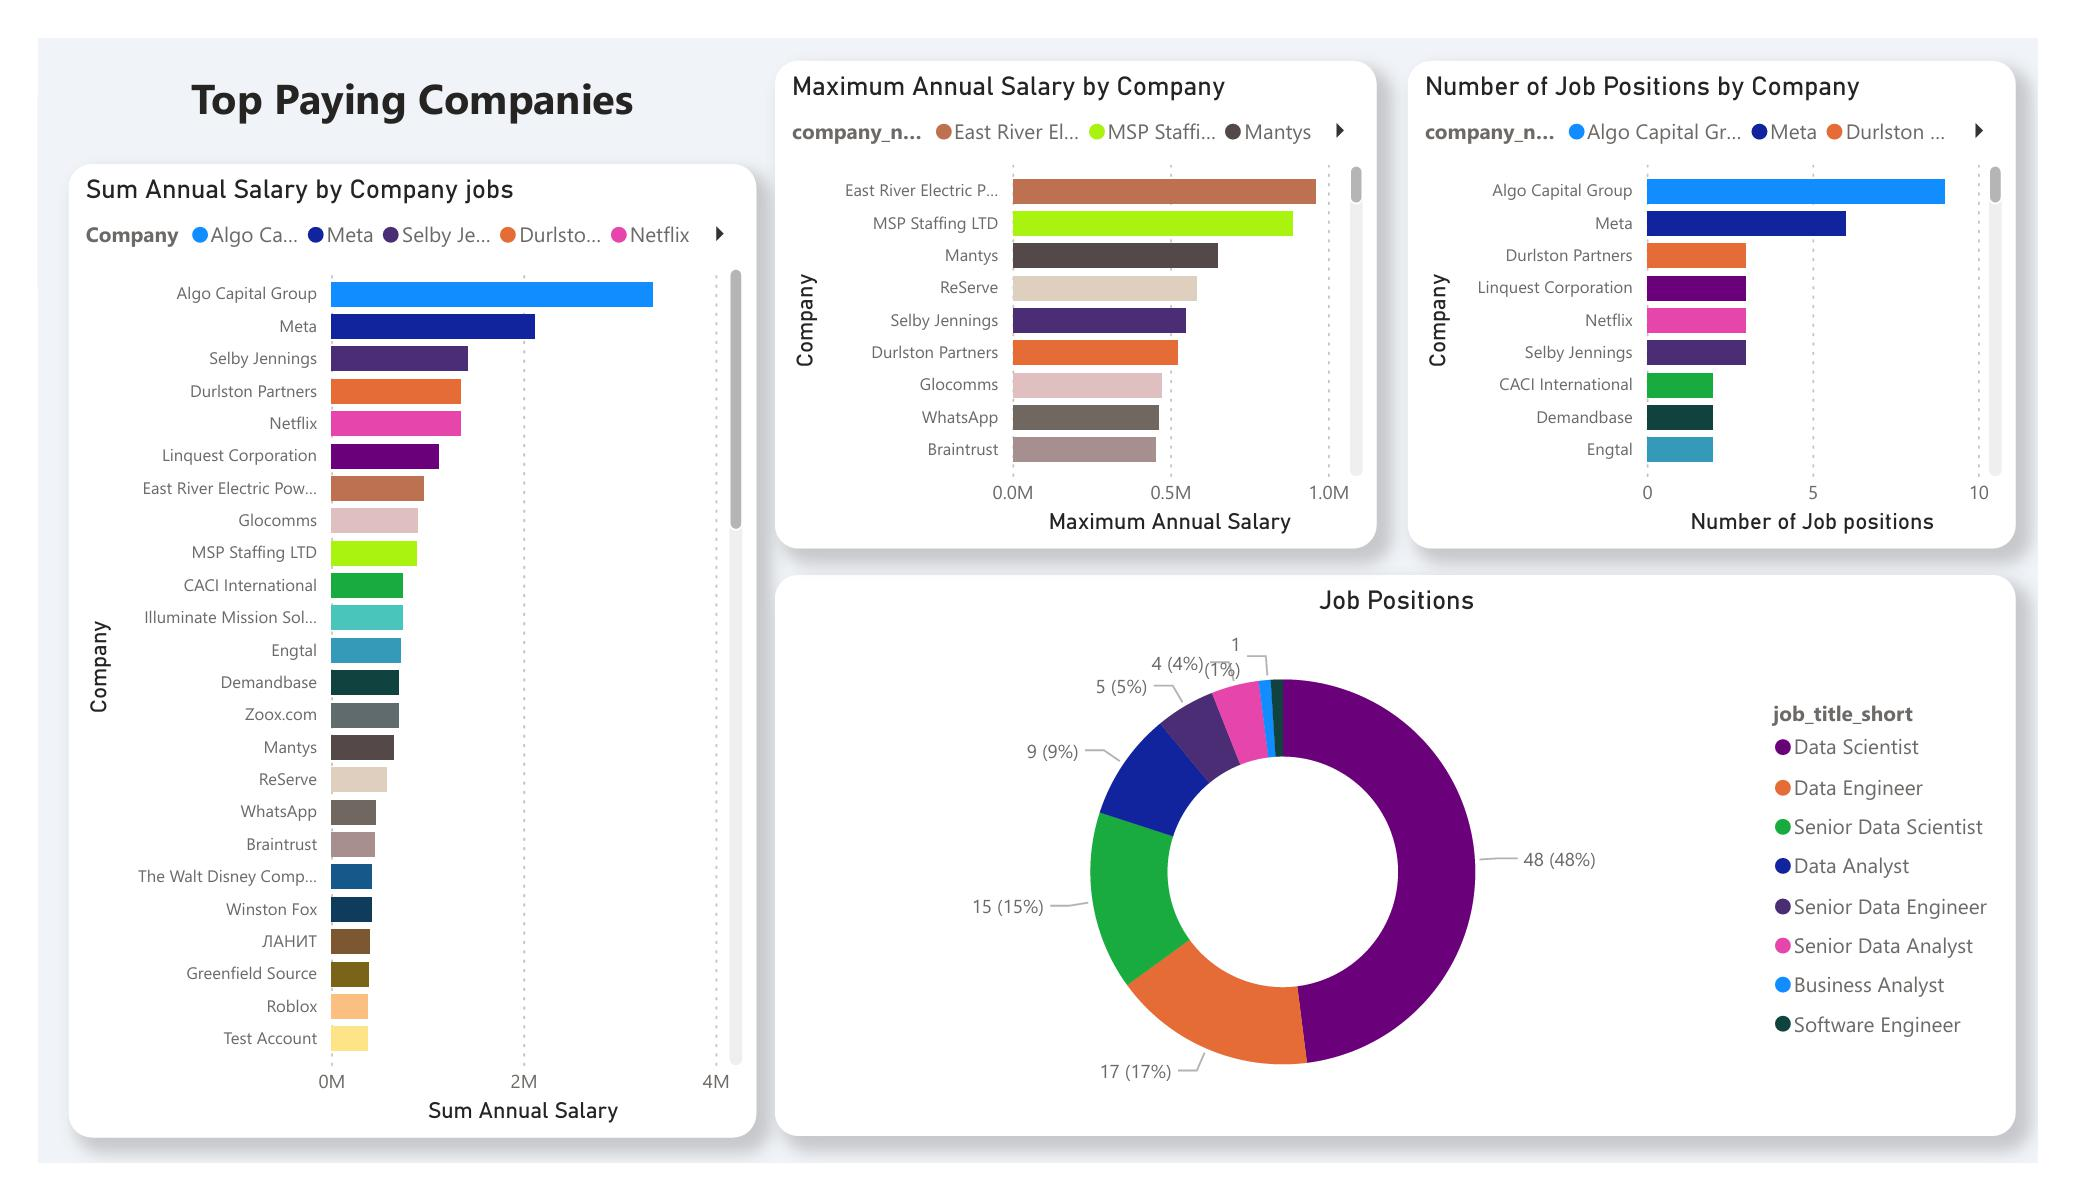 Top Paying Companies
Sum Annual Salary by Company jobs
Company Algo Ca... Meta Selby Je... Durlsto... Netflix
Company
Algo Capital Group
Meta
Selby Jennings
Durlston Partners
Netflix
Linquest Corporation
East River Electric Pow...
Glocomms
MSP Staffing LTD
CACI International
Illuminate Mission Sol...
Engtal
Demandbase
Zoox.com
Mantys
ReServe
WhatsApp
Braintrust
The Walt Disney Comp...
Winston Fox
ЛАНИТ
Greenfield Source
Roblox
Test Account
0M 2M 4M
Sum Annual Salary
Maximum Annual Salary by Company
company_n... East River El... MSP Staffi... Mantys
Company
East River Electric P...
MSP Staffing LTD
Mantys
ReServe
Selby Jennings
Durlston Partners
Glocomms
WhatsApp
Braintrust
0.0M 0.5M 1.0M
Maximum Annual Salary
Number of Job Positions by Company
company_n... Algo Capital Gr... Meta Durlston ...
Company
Algo Capital Group
Meta
Durlston Partners
Linquest Corporation
Netflix
Selby Jennings
CACI International
Demandbase
Engtal
0 5 10
Number of Job positions
Job Positions
1
(1%)
4 (4%)
5 (5%)
9 (9%)
48 (48%)
15 (15%)
17 (17%)
job_title_short
Data Scientist
Data Engineer
Senior Data Scientist
Data Analyst
Senior Data Engineer
Senior Data Analyst
Business Analyst
Software Engineer